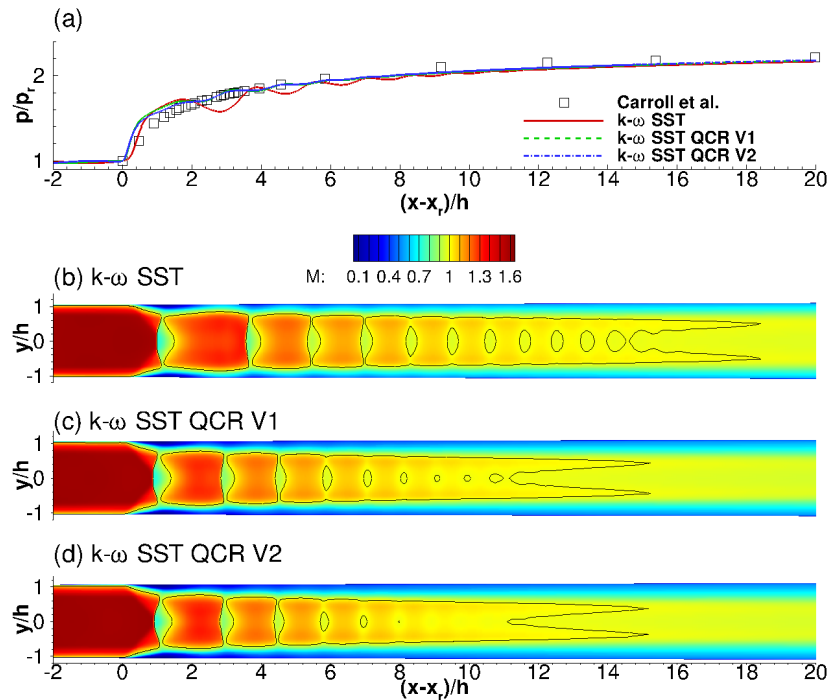 (a)
p/p_r
2
1
-2 0 2 4 6 8 10 12 14 16 18 20
(x-x_r)/h
Carroll et al.
k-ω SST
k-ω SST QCR V1
k-ω SST QCR V2
M: 0.1 0.4 0.7 1 1.3 1.6
(b) k-ω SST
y/h
1
0
-1
(c) k-ω SST QCR V1
y/h
1
0
-1
(d) k-ω SST QCR V2
y/h
1
0
-1
-2 0 2 4 6 8 10 12 14 16 18 20
(x-x_r)/h